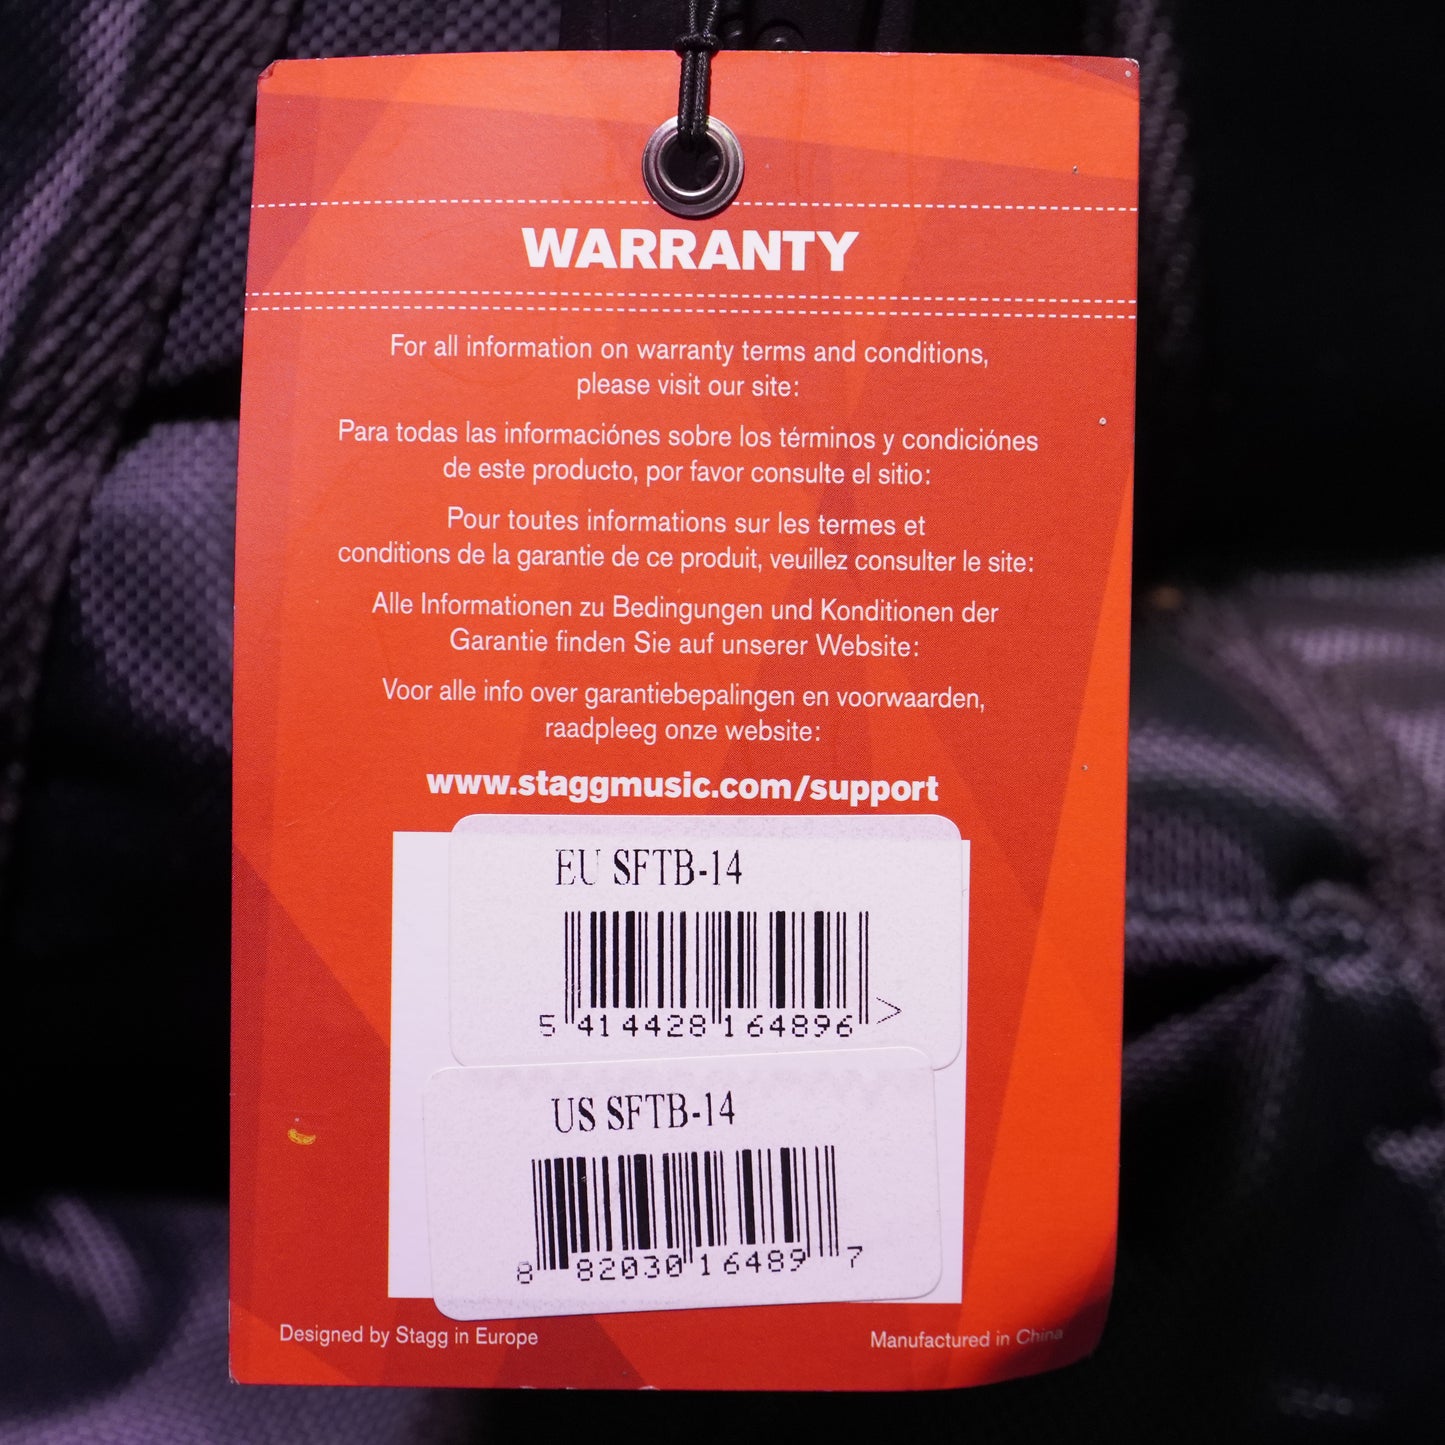 WARRANTY
For all information on warranty terms and conditions,
please visit our site:
Para todas las informaciónes sobre los términos y condiciónes
de este producto, por favor consulte el sitio:
Pour toutes informations sur les termes et
conditions de la garantie de ce produit, veuillez consulter le site:
Alle Informationen zu Bedingungen und Konditionen der
Garantie finden Sie auf unserer Website:
Voor alle info over garantiebepalingen en voorwaarden,
raadpleeg onze website:
www.staggmusic.com/support
EU SFTB-14
5 414428 164896 >
US SFTB-14
8 82030 16489 7
Designed by Stagg in Europe
Manufactured in China